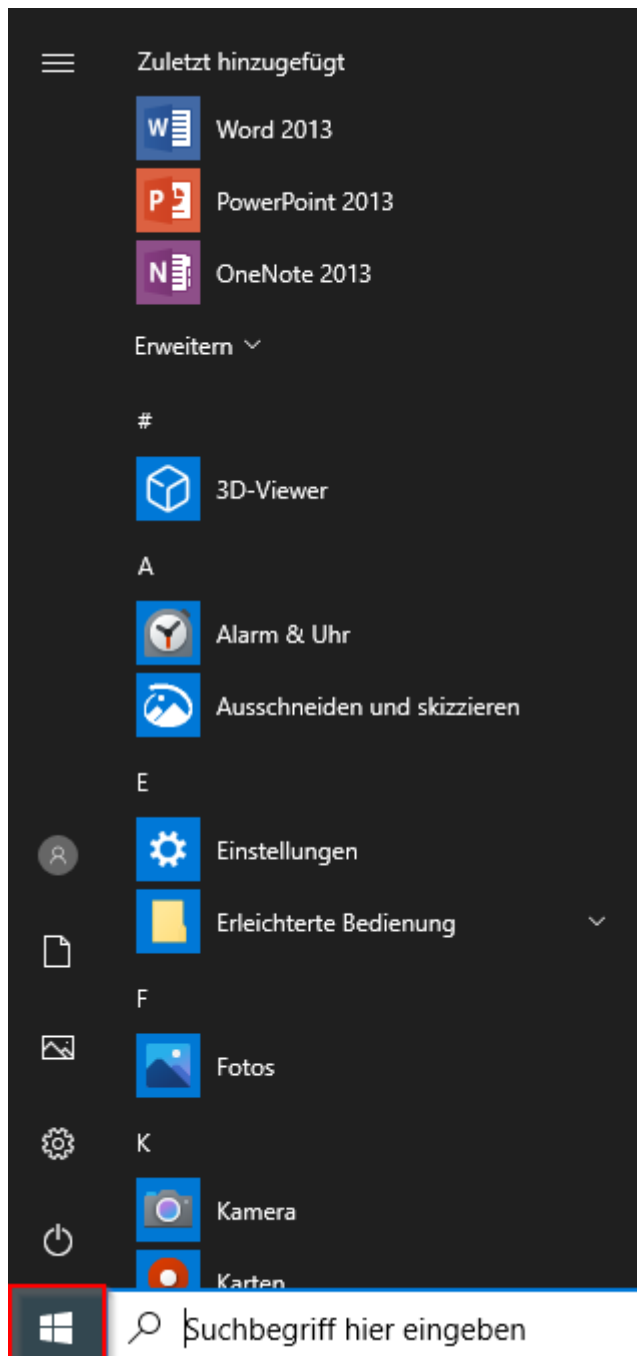 Zuletzt hinzugefügt
Word 2013
PowerPoint 2013
OneNote 2013
Erweitern
#
3D-Viewer
A
Alarm & Uhr
Ausschneiden und skizzieren
E
Einstellungen
Erleichterte Bedienung
F
Fotos
K
Kamera
Karten
Suchbegriff hier eingeben